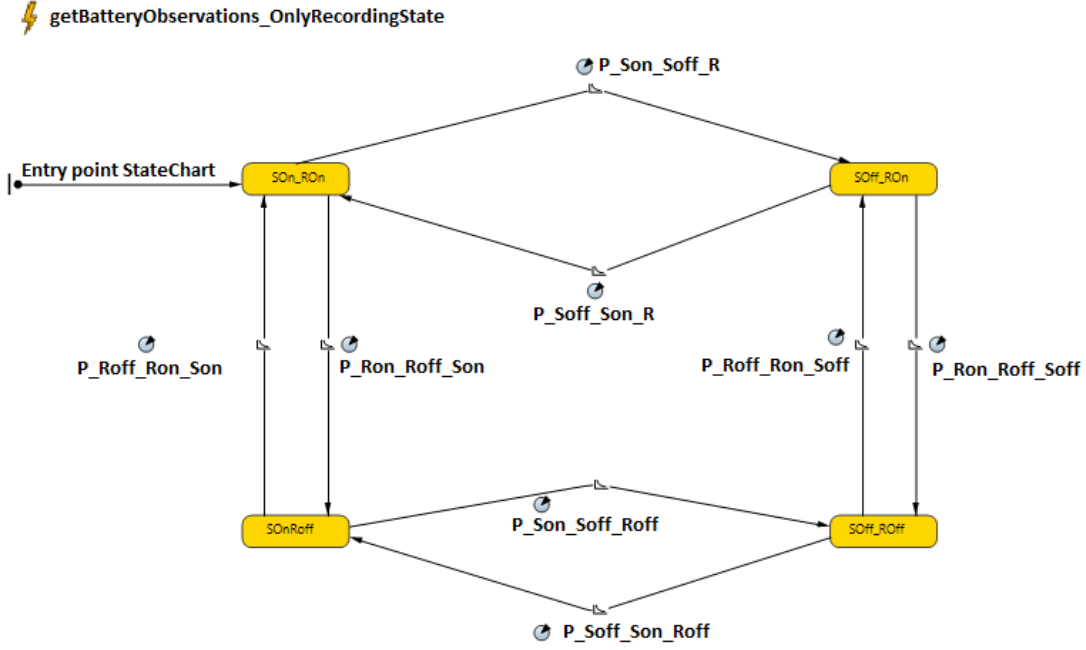 getBatteryObservations_OnlyRecordingState
P_Son_Soff_R
Entry point StateChart
SOn_ROn
SOff_ROn
P_Soff_Son_R
P_Roff_Ron_Son
P_Ron_Roff_Son
P_Roff_Ron_Soff
P_Ron_Roff_Soff
SOnRoff
P_Son_Soff_Roff
SOff_ROff
P_Soff_Son_Roff